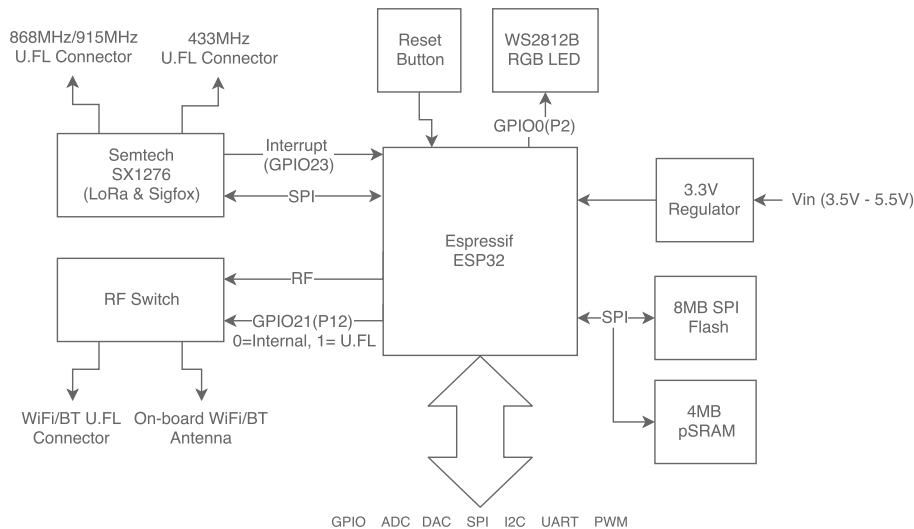 868MHz/915MHz
U.FL Connector
433MHz
U.FL Connector
Reset
Button
WS2812B
RGB LED
GPIO0(P2)
Semtech
SX1276
(LoRa & Sigfox)
Interrupt
(GPIO23)
SPI
Espressif
ESP32
3.3V
Regulator
Vin (3.5V - 5.5V)
RF Switch
RF
GPIO21(P12)
0=Internal, 1= U.FL
SPI
8MB SPI
Flash
4MB
pSRAM
WiFi/BT U.FL
Connector
On-board WiFi/BT
Antenna
GPIO ADC DAC SPI I2C UART PWM